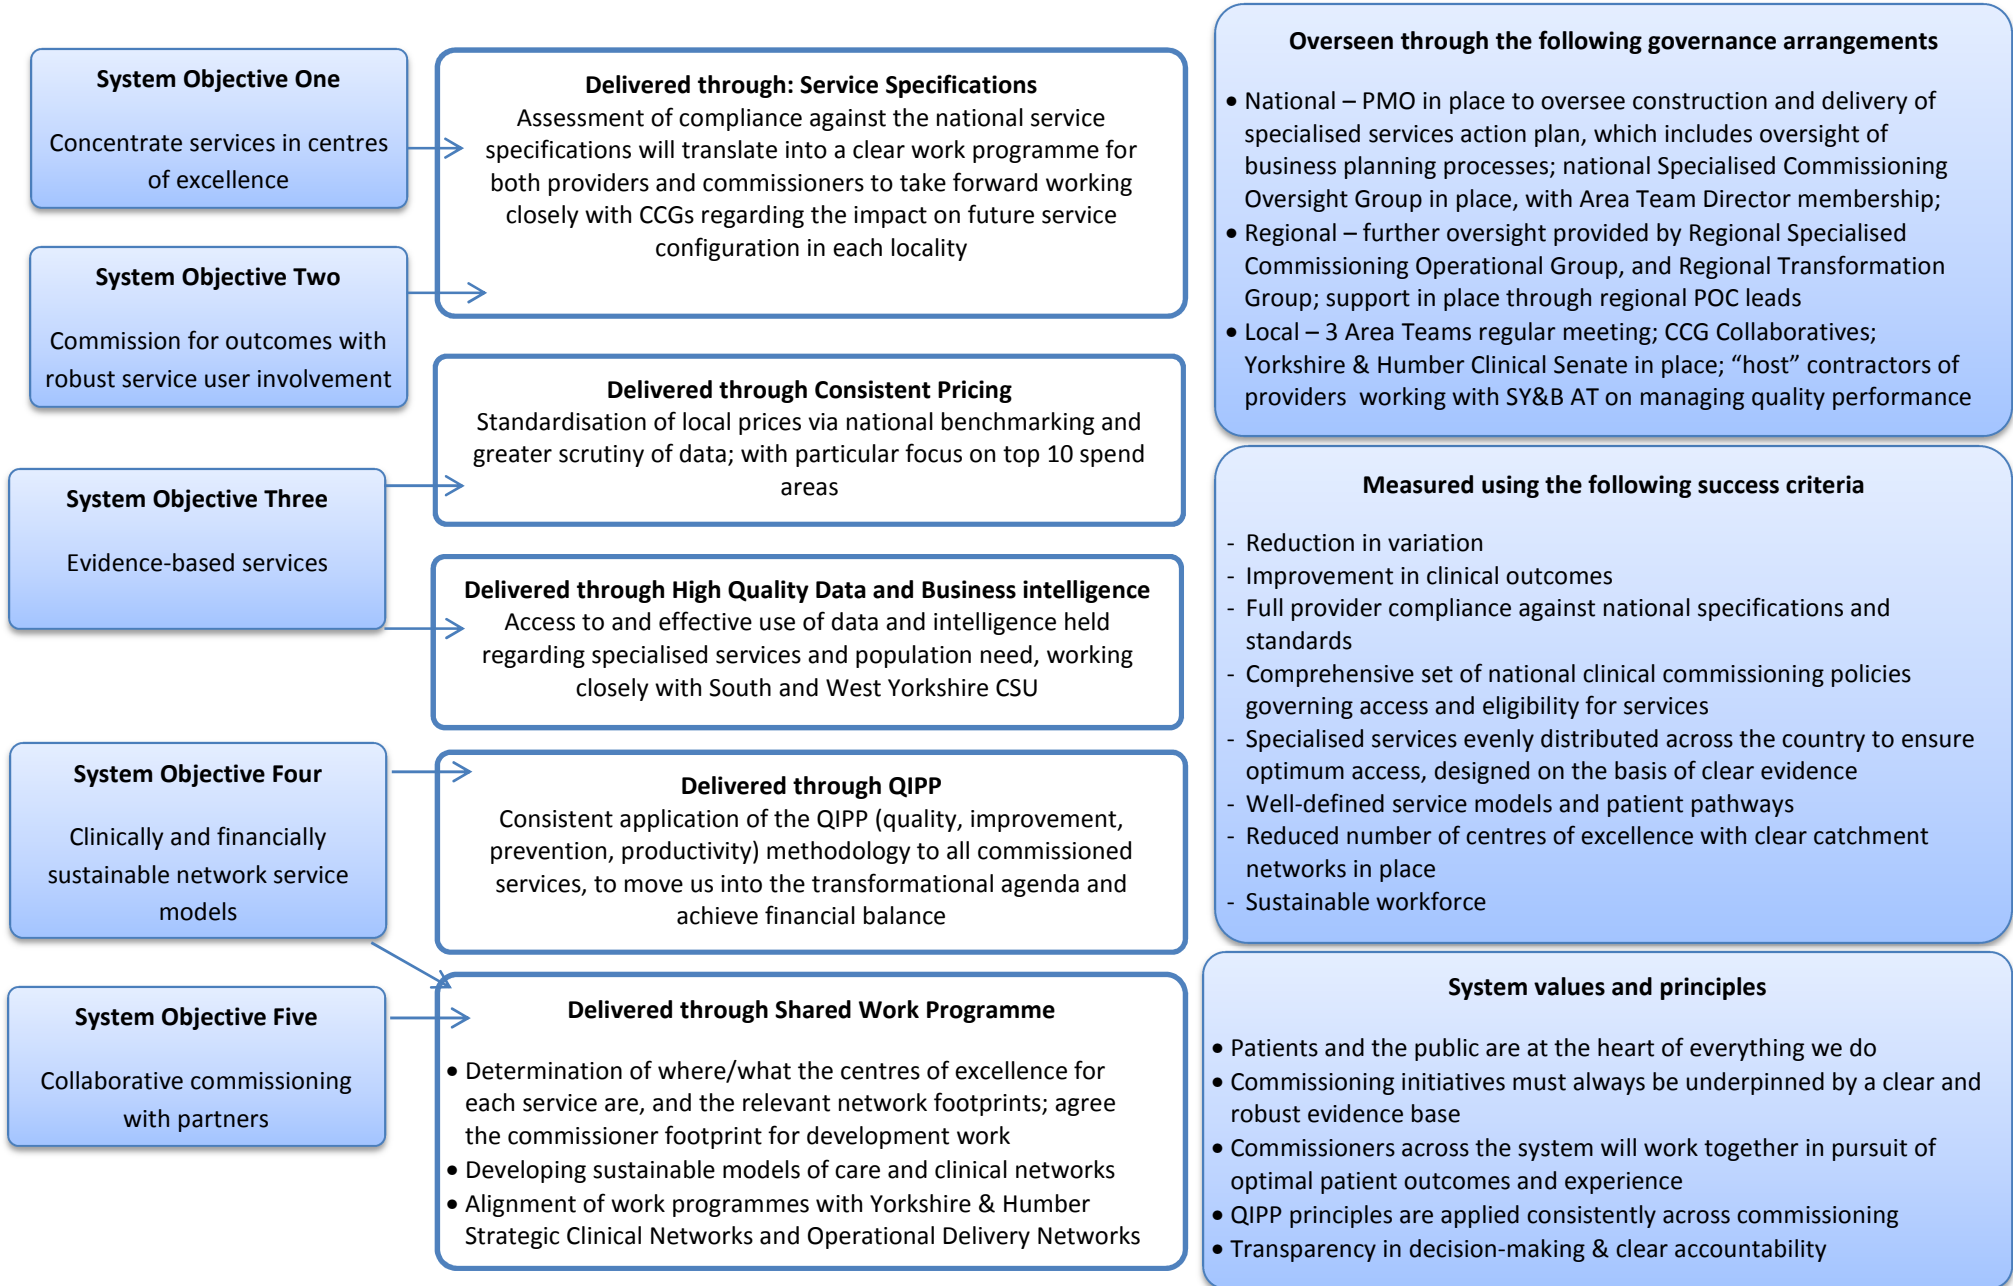 System Objective One
Concentrate services in centres
of excellence
System Objective Two
Commission for outcomes with
robust service user involvement
System Objective Three
Evidence-based services
System Objective Four
Clinically and financially
sustainable network service
models
System Objective Five
Collaborative commissioning
with partners
Delivered through: Service Specifications
Assessment of compliance against the national service
specifications will translate into a clear work programme for
both providers and commissioners to take forward working
closely with CCGs regarding the impact on future service
configuration in each locality
Delivered through Consistent Pricing
Standardisation of local prices via national benchmarking and
greater scrutiny of data; with particular focus on top 10 spend
areas
Delivered through High Quality Data and Business intelligence
Access to and effective use of data and intelligence held
regarding specialised services and population need, working
closely with South and West Yorkshire CSU
Delivered through QIPP
Consistent application of the QIPP (quality, improvement,
prevention, productivity) methodology to all commissioned
services, to move us into the transformational agenda and
achieve financial balance
Delivered through Shared Work Programme
• Determination of where/what the centres of excellence for
each service are, and the relevant network footprints; agree
the commissioner footprint for development work
• Developing sustainable models of care and clinical networks
• Alignment of work programmes with Yorkshire & Humber
Strategic Clinical Networks and Operational Delivery Networks
Overseen through the following governance arrangements
• National – PMO in place to oversee construction and delivery of
specialised services action plan, which includes oversight of
business planning processes; national Specialised Commissioning
Oversight Group in place, with Area Team Director membership;
• Regional – further oversight provided by Regional Specialised
Commissioning Operational Group, and Regional Transformation
Group; support in place through regional POC leads
• Local – 3 Area Teams regular meeting; CCG Collaboratives;
Yorkshire & Humber Clinical Senate in place; “host” contractors of
providers working with SY&B AT on managing quality performance
Measured using the following success criteria
- Reduction in variation
- Improvement in clinical outcomes
- Full provider compliance against national specifications and
standards
- Comprehensive set of national clinical commissioning policies
governing access and eligibility for services
- Specialised services evenly distributed across the country to ensure
optimum access, designed on the basis of clear evidence
- Well-defined service models and patient pathways
- Reduced number of centres of excellence with clear catchment
networks in place
- Sustainable workforce
System values and principles
• Patients and the public are at the heart of everything we do
• Commissioning initiatives must always be underpinned by a clear and
robust evidence base
• Commissioners across the system will work together in pursuit of
optimal patient outcomes and experience
• QIPP principles are applied consistently across commissioning
• Transparency in decision-making & clear accountability